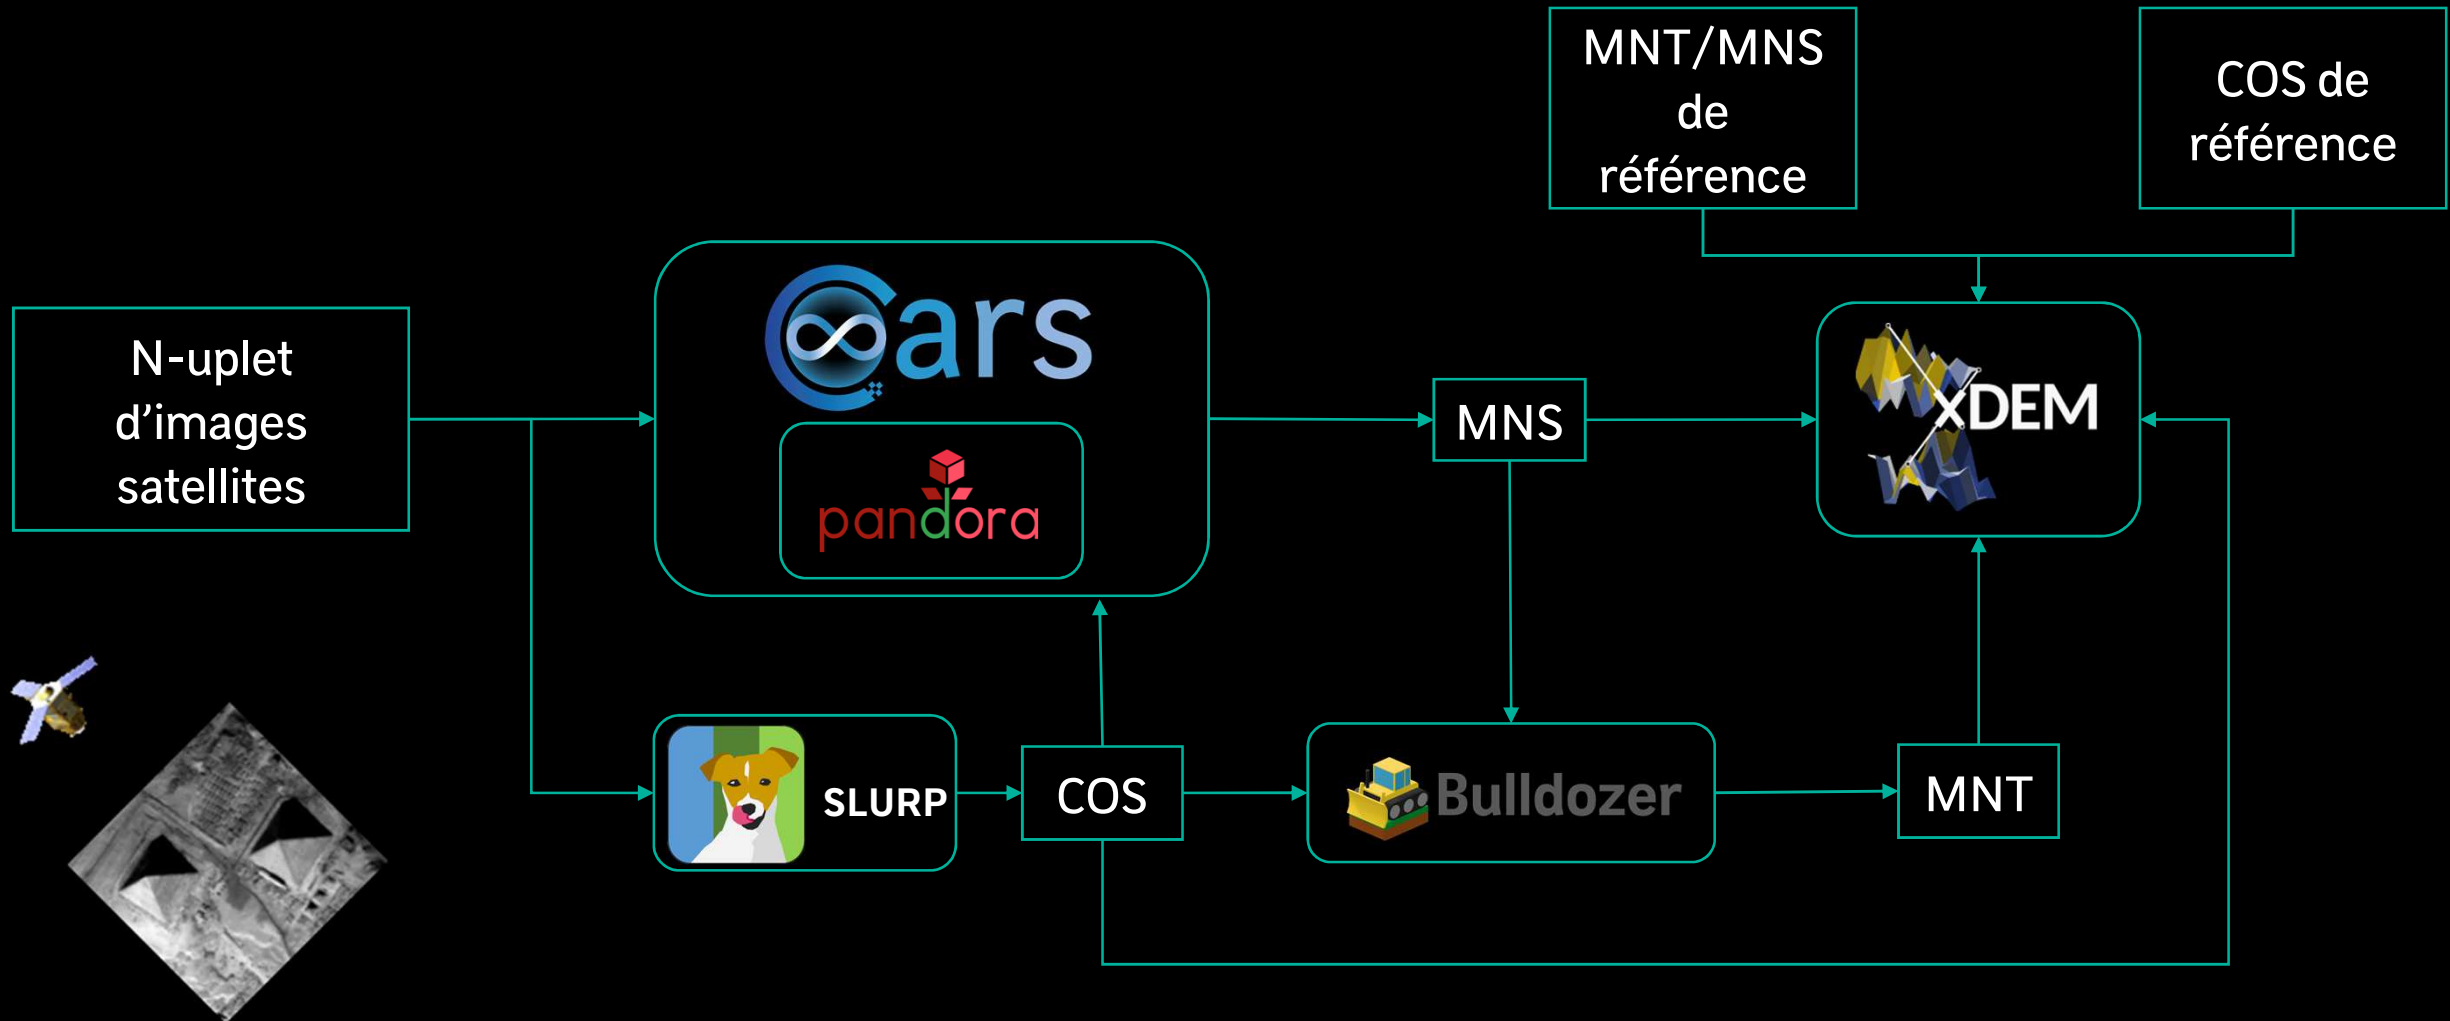 MNT/MNS
de
référence
COS de
référence
N-uplet
d’images
satellites
Cars
pandora
MNS
xDEM
SLURP
COS
Bulldozer
MNT